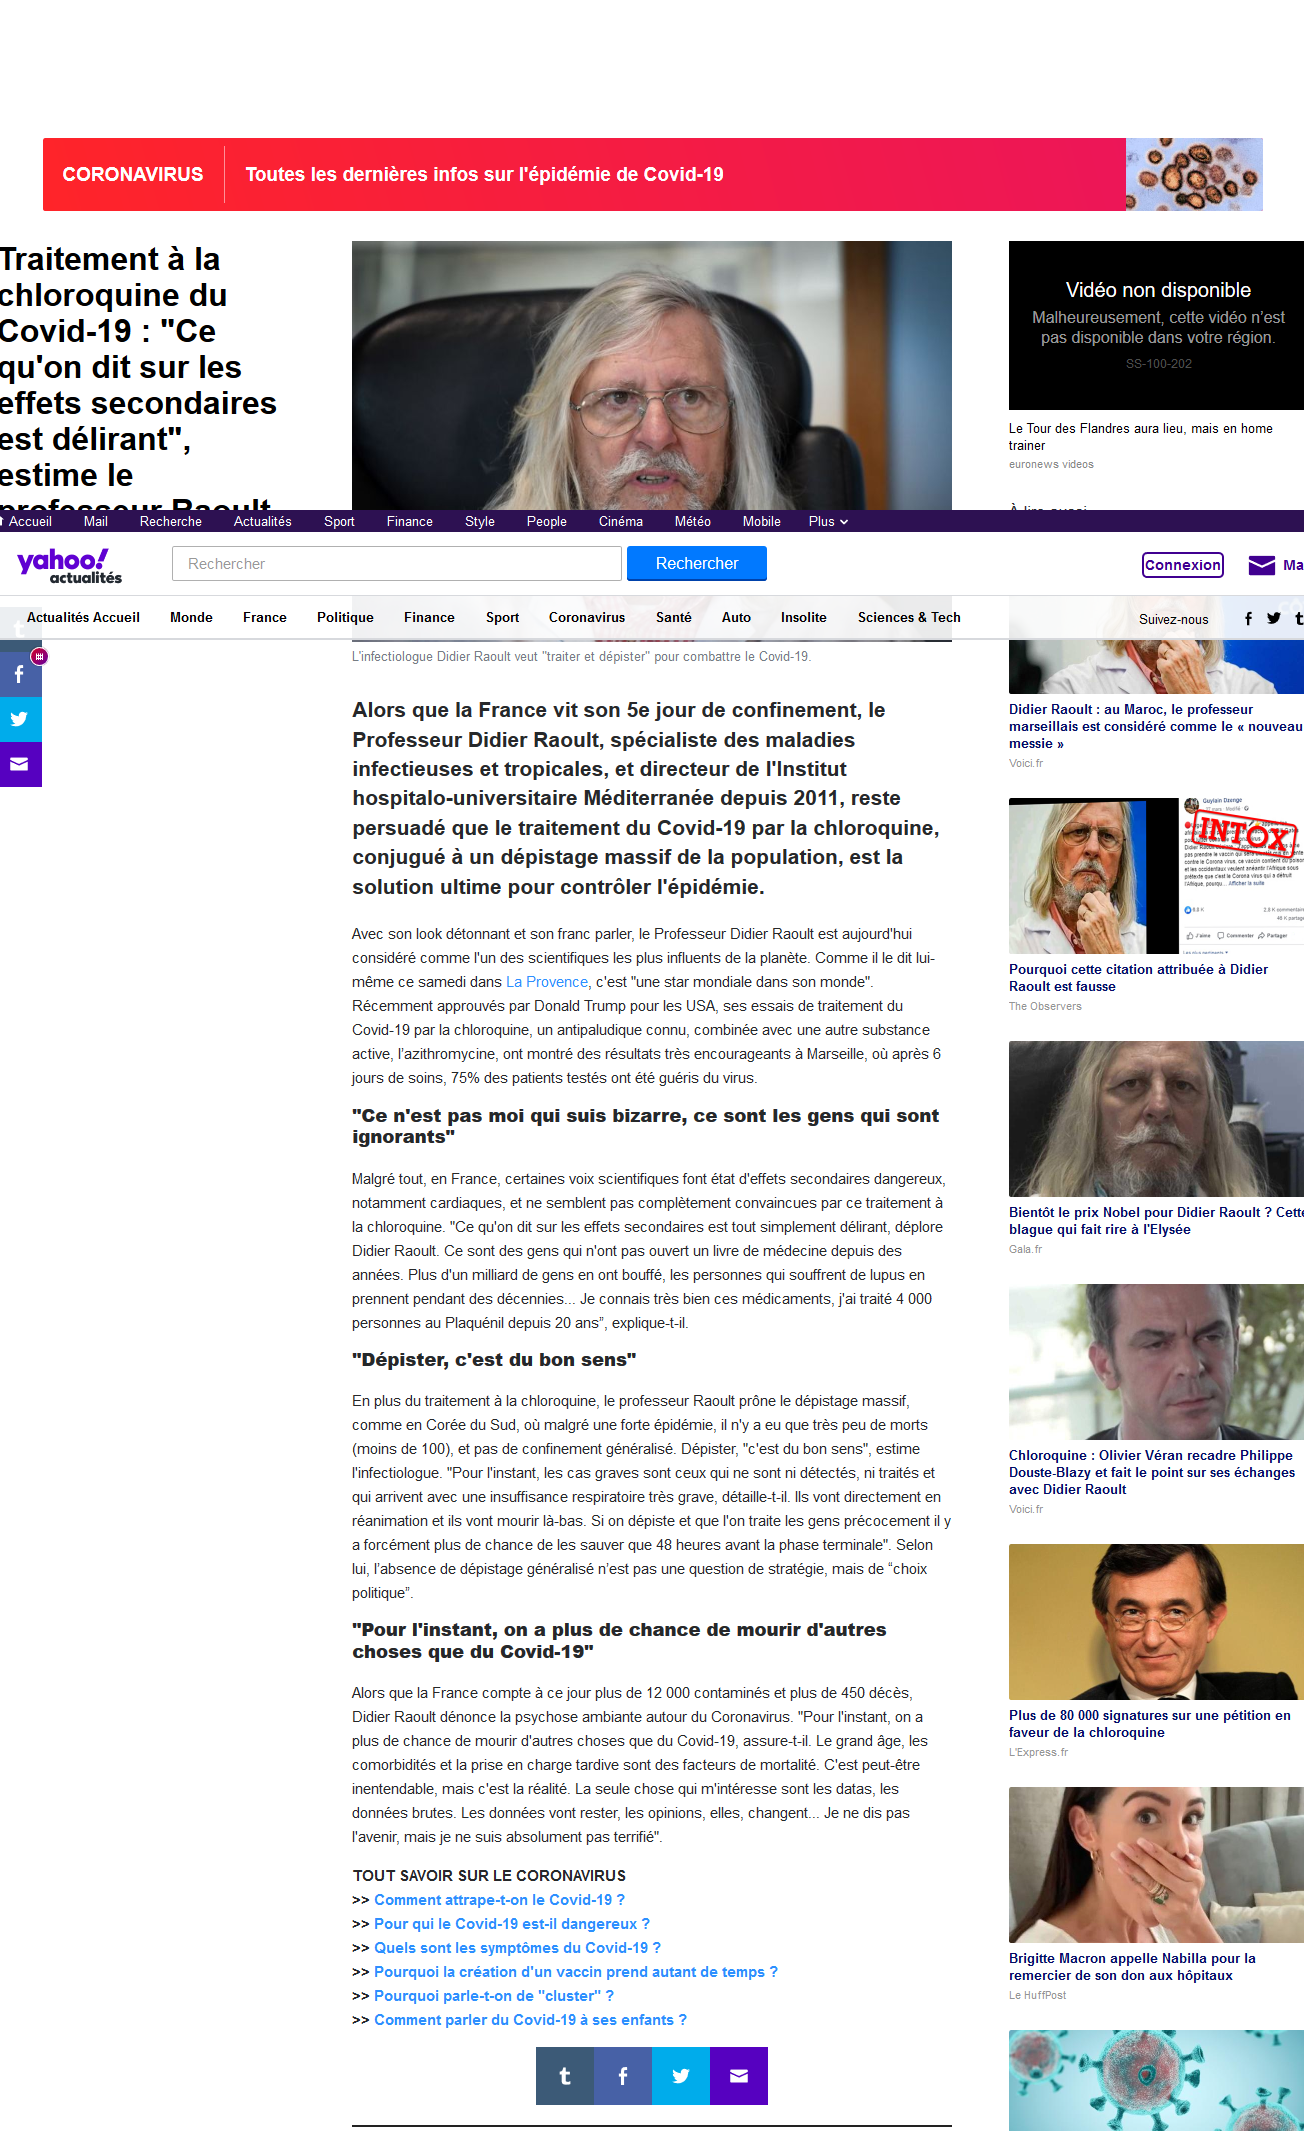 CORONAVIRUS
Toutes les dernières infos sur l'épidémie de Covid-19
Traitement à la
chloroquine du
Covid-19 : "Ce
qu'on dit sur les
effets secondaires
est délirant",
estime le
professeur Raoult
Vidéo non disponible
Malheureusement, cette vidéo n'est
pas disponible dans votre région.
SS-100-202
Le Tour des Flandres aura lieu, mais en home
trainer
euronews videos
À lire aussi
Accueil Mail Recherche Actualités Sport Finance Style People Cinéma Météo Mobile Plus
yahoo!
actualités
Rechercher
Rechercher
Connexion
Ma
Actualités Accueil Monde France Politique Finance Sport Coronavirus Santé Auto Insolite Sciences & Tech
Suivez-nous
L'infectiologue Didier Raoult veut "traiter et dépister" pour combattre le Covid-19.
Alors que la France vit son 5e jour de confinement, le
Professeur Didier Raoult, spécialiste des maladies
infectieuses et tropicales, et directeur de l'Institut
hospitalo-universitaire Méditerranée depuis 2011, reste
persuadé que le traitement du Covid-19 par la chloroquine,
conjugué à un dépistage massif de la population, est la
solution ultime pour contrôler l'épidémie.
Avec son look détonnant et son franc parler, le Professeur Didier Raoult est aujourd'hui
considéré comme l'un des scientifiques les plus influents de la planète. Comme il le dit lui-
même ce samedi dans La Provence, c'est "une star mondiale dans son monde".
Récemment approuvés par Donald Trump pour les USA, ses essais de traitement du
Covid-19 par la chloroquine, un antipaludique connu, combinée avec une autre substance
active, l'azithromycine, ont montré des résultats très encourageants à Marseille, où après 6
jours de soins, 75% des patients testés ont été guéris du virus.
"Ce n'est pas moi qui suis bizarre, ce sont les gens qui sont
ignorants"
Malgré tout, en France, certaines voix scientifiques font état d'effets secondaires dangereux,
notamment cardiaques, et ne semblent pas complètement convaincues par ce traitement à
la chloroquine. "Ce qu'on dit sur les effets secondaires est tout simplement délirant, déplore
Didier Raoult. Ce sont des gens qui n'ont pas ouvert un livre de médecine depuis des
années. Plus d'un milliard de gens en ont bouffé, les personnes qui souffrent de lupus en
prennent pendant des décennies... Je connais très bien ces médicaments, j'ai traité 4 000
personnes au Plaquénil depuis 20 ans”, explique-t-il.
"Dépister, c'est du bon sens"
En plus du traitement à la chloroquine, le professeur Raoult prône le dépistage massif,
comme en Corée du Sud, où malgré une forte épidémie, il n'y a eu que très peu de morts
(moins de 100), et pas de confinement généralisé. Dépister, "c'est du bon sens", estime
l'infectiologue. "Pour l'instant, les cas graves sont ceux qui ne sont ni détectés, ni traités et
qui arrivent avec une insuffisance respiratoire très grave, détaille-t-il. Ils vont directement en
réanimation et ils vont mourir là-bas. Si on dépiste et que l'on traite les gens précocement il y
a forcément plus de chance de les sauver que 48 heures avant la phase terminale". Selon
lui, l'absence de dépistage généralisé n'est pas une question de stratégie, mais de “choix
politique”.
"Pour l'instant, on a plus de chance de mourir d'autres
choses que du Covid-19"
Alors que la France compte à ce jour plus de 12 000 contaminés et plus de 450 décès,
Didier Raoult dénonce la psychose ambiante autour du Coronavirus. "Pour l'instant, on a
plus de chance de mourir d'autres choses que du Covid-19, assure-t-il. Le grand âge, les
comorbidités et la prise en charge tardive sont des facteurs de mortalité. C'est peut-être
inentendable, mais c'est la réalité. La seule chose qui m'intéresse sont les datas, les
données brutes. Les données vont rester, les opinions, elles, changent... Je ne dis pas
l'avenir, mais je ne suis absolument pas terrifié".
TOUT SAVOIR SUR LE CORONAVIRUS
>> Comment attrape-t-on le Covid-19 ?
>> Pour qui le Covid-19 est-il dangereux ?
>> Quels sont les symptômes du Covid-19 ?
>> Pourquoi la création d'un vaccin prend autant de temps ?
>> Pourquoi parle-t-on de "cluster" ?
>> Comment parler du Covid-19 à ses enfants ?
Didier Raoult : au Maroc, le professeur
marseillais est considéré comme le « nouveau
messie »
Voici.fr
Guylain Dzenge
INTOX
J'aime Commenter Partager
Pourquoi cette citation attribuée à Didier
Raoult est fausse
The Observers
Bientôt le prix Nobel pour Didier Raoult ? Cette
blague qui fait rire à l'Elysée
Gala.fr
Chloroquine : Olivier Véran recadre Philippe
Douste-Blazy et fait le point sur ses échanges
avec Didier Raoult
Voici.fr
Plus de 80 000 signatures sur une pétition en
faveur de la chloroquine
L'Express.fr
Brigitte Macron appelle Nabilla pour la
remercier de son don aux hôpitaux
Le HuffPost